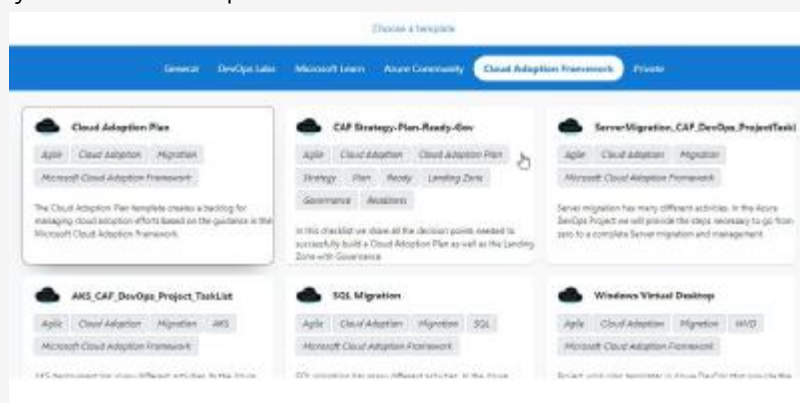 Choose a template
General DevOps Labs Microsoft Learn Azure Community Cloud Adoption Framework Private
Cloud Adoption Plan
Agile Cloud Adoption Migration
Microsoft Cloud Adoption Framework
The Cloud Adoption Plan template creates a backlog for
managing cloud adoption efforts based on the guidance in the
Microsoft Cloud Adoption Framework.
CAF Strategy-Plan-Ready-Gov
Agile Cloud Adoption Cloud Adoption Plan
Strategy Plan Ready Landing Zone
Governance Readiness
In this checklist we share all the decision points needed to
successfully build a Cloud Adoption Plan as well as the Landing
Zone with Governance
ServerMigration_CAF_DevOps_ProjectTaskL
Agile Cloud Adoption Migration
Microsoft Cloud Adoption Framework
Server migration has many different activities. In the Azure
DevOps Project we will provide the steps necessary to go from
zero to a complete Server migration and management.
AKS_CAF_DevOps_Project_TaskList
Agile Cloud Adoption Migration AKS
Microsoft Cloud Adoption Framework
SQL Migration
Agile Cloud Adoption Migration SQL
Microsoft Cloud Adoption Framework
Windows Virtual Desktop
Agile Cloud Adoption Migration WVD
Microsoft Cloud Adoption Framework